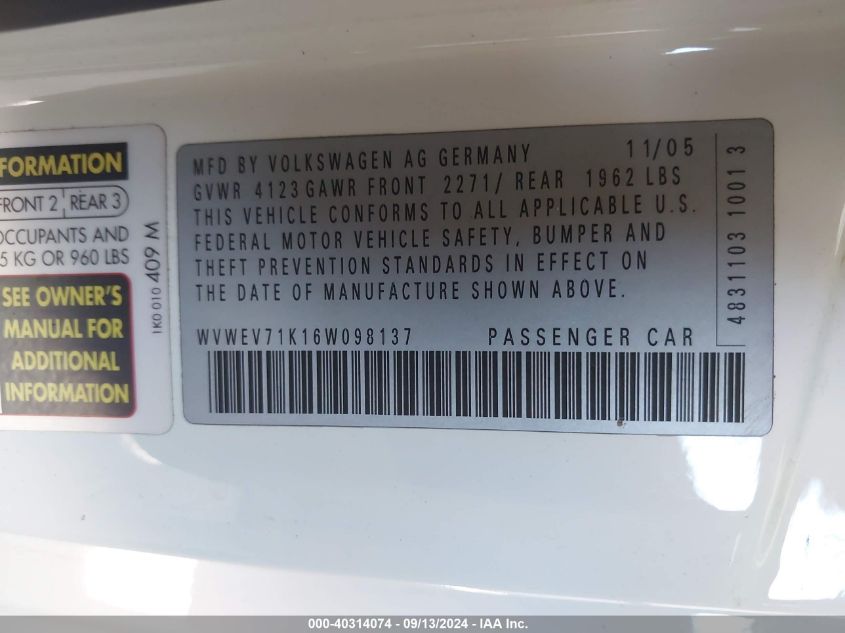 FORMATION
FRONT 2 REAR 3
OCCUPANTS AND
5 KG OR 960 LBS
SEE OWNER'S
MANUAL FOR
ADDITIONAL
INFORMATION
1K0 010 409 M
MFD BY VOLKSWAGEN AG GERMANY 11/05
GVWR 4123 GAWR FRONT 2271/ REAR 1962 LBS
THIS VEHICLE CONFORMS TO ALL APPLICABLE U.S.
FEDERAL MOTOR VEHICLE SAFETY, BUMPER AND
THEFT PREVENTION STANDARDS IN EFFECT ON
THE DATE OF MANUFACTURE SHOWN ABOVE.
WVWEV71K16W098137 PASSENGER CAR
4831103 1001 3
000-40314074 - 09/13/2024 - IAA Inc.